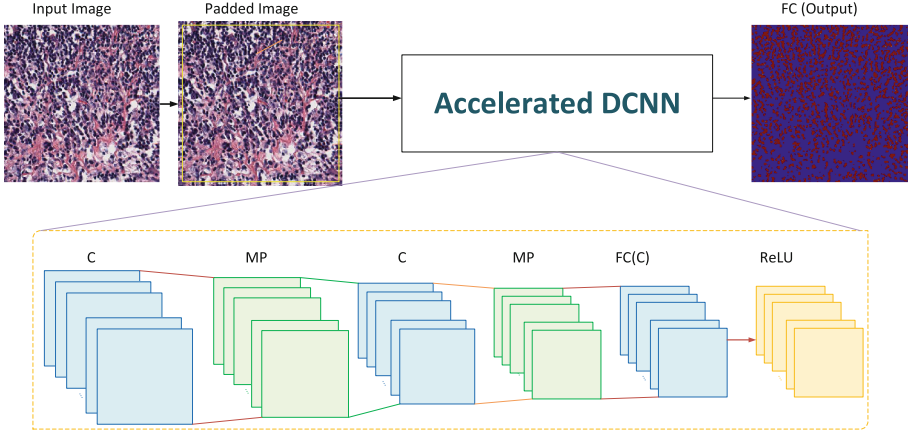 Input Image
Padded Image
FC (Output)
Accelerated DCNN
C
MP
C
MP
FC(C)
ReLU